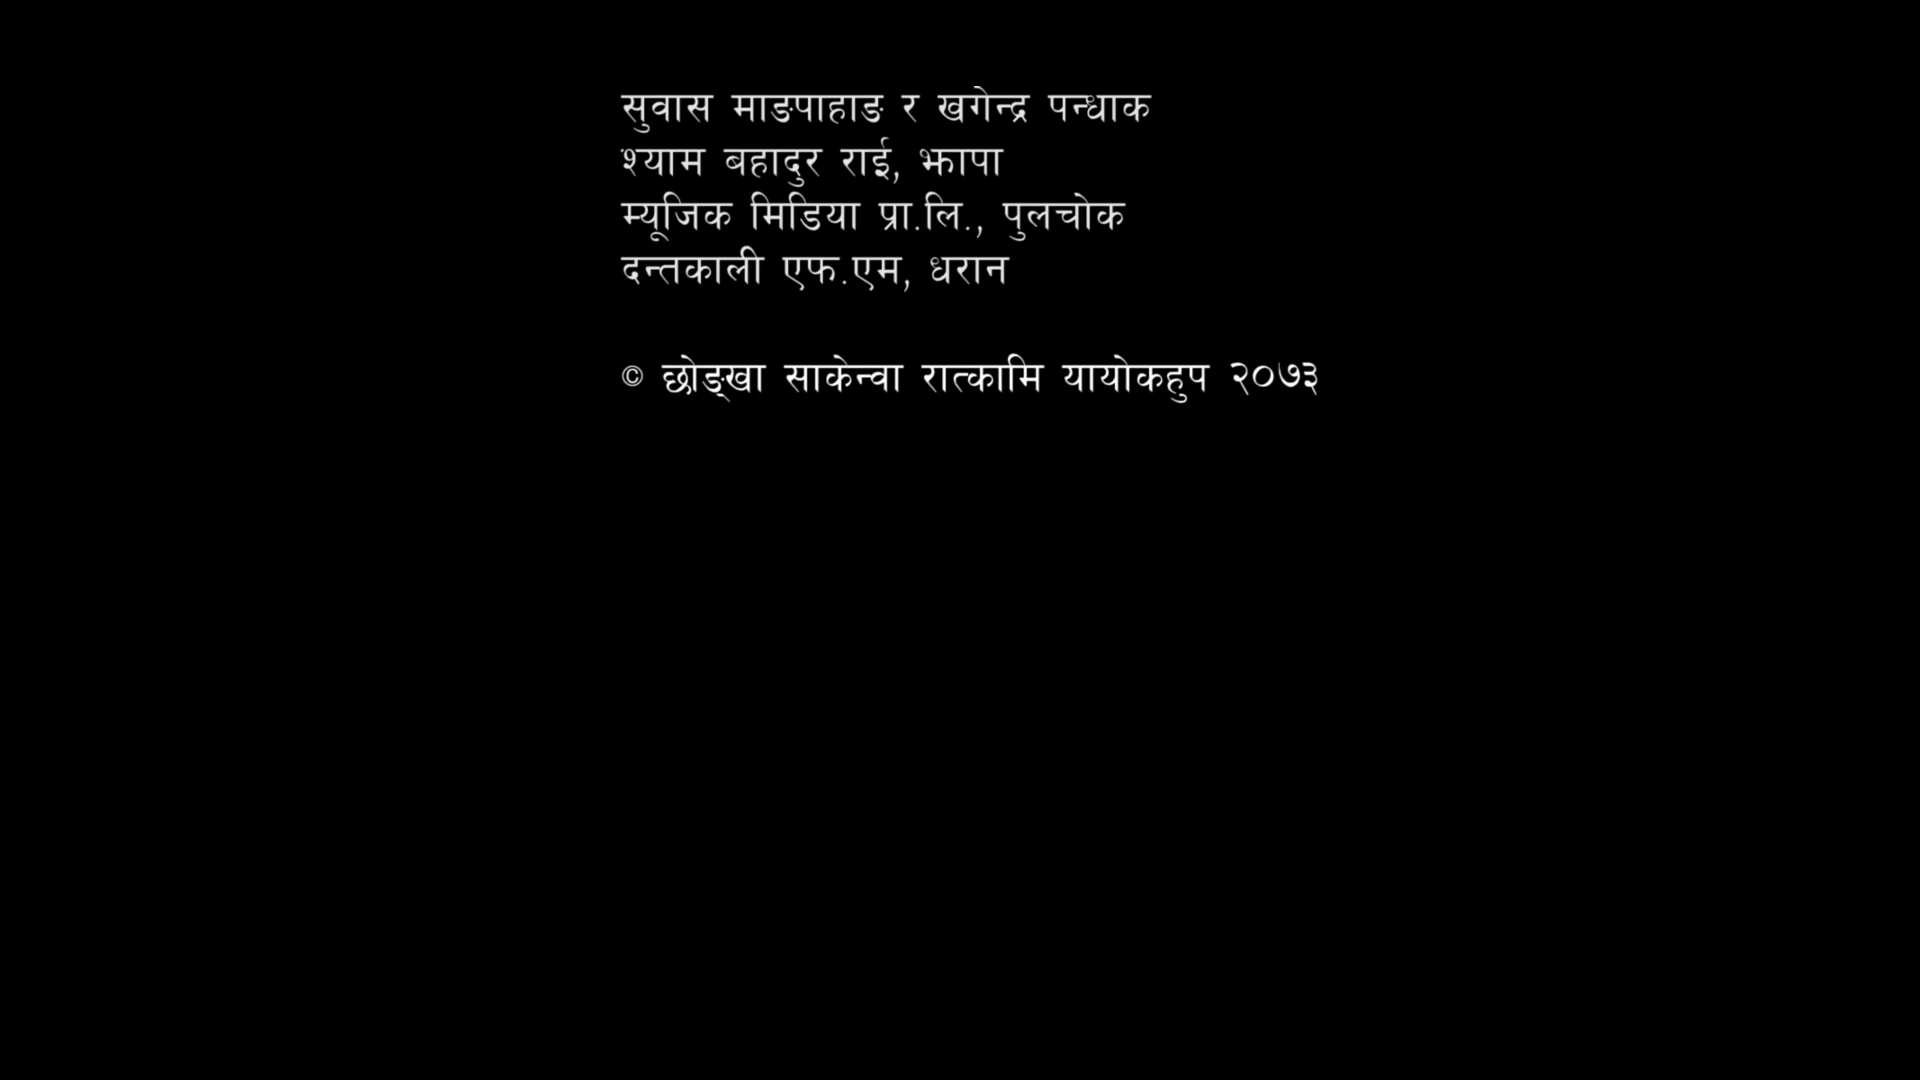 सुवास माङपाहाङ र खगेन्द्र पन्धाक
श्याम बहादुर राई, झापा
म्यूजिक मिडिया प्रा.लि., पुलचोक
दन्तकाली एफ.एम, धरान
© छोङ्खा साकेन्वा रात्कामि यायोकहुप २०७३